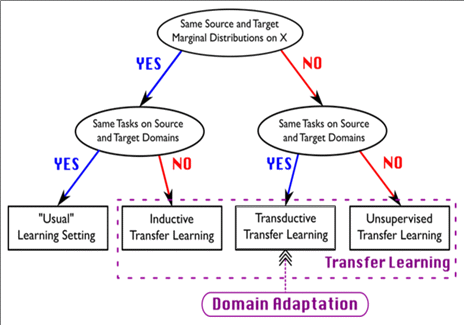 Same Source and Target
Marginal Distributions on X
YES
NO
Same Tasks on Source
and Target Domains
Same Tasks on Source
and Target Domains
YES
NO
YES
NO
"Usual"
Learning Setting
Inductive
Transfer Learning
Transductive
Transfer Learning
Unsupervised
Transfer Learning
Transfer Learning
Domain Adaptation